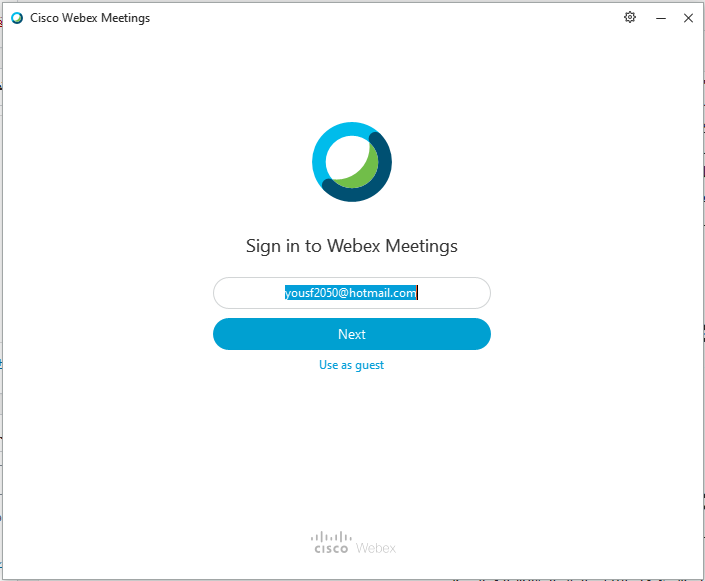 Cisco Webex Meetings
Sign in to Webex Meetings
yousf2050@hotmail.com
Next
Use as guest
cisco Webex